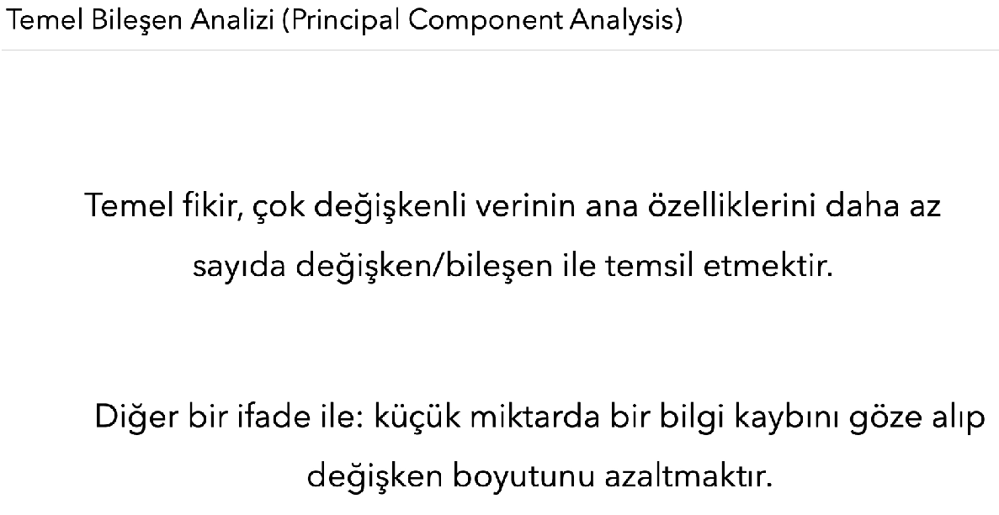 Temel Bileşen Analizi (Principal Component Analysis)
Temel fikir, çok değişkenli verinin ana özelliklerini daha az
sayıda değişken/bileşen ile temsil etmektir.
Diğer bir ifade ile: küçük miktarda bir bilgi kaybını göze alıp
değişken boyutunu azaltmaktır.